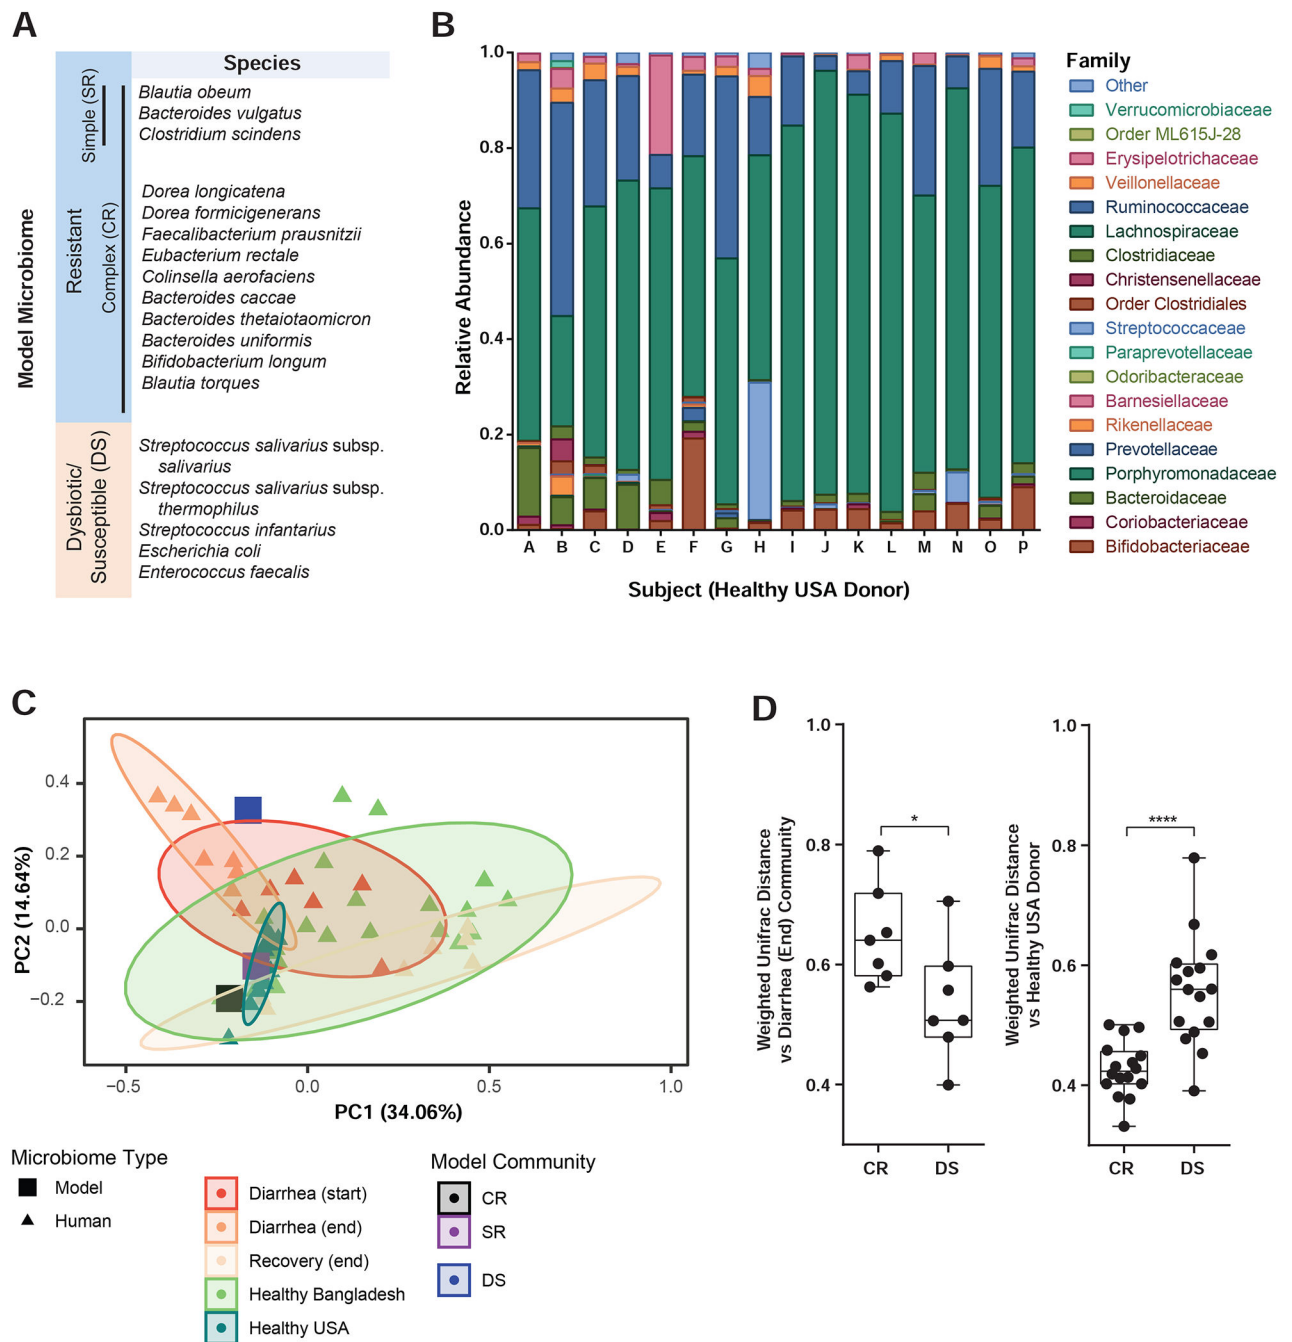 A
Model Microbiome
Resistant
Simple (SR)
Complex (CR)
Dysbiotic/
Susceptible (DS)
Species
Blautia obeum
Bacteroides vulgatus
Clostridium scindens
Dorea longicatena
Dorea formicigenerans
Faecalibacterium prausnitzii
Eubacterium rectale
Colinsella aerofaciens
Bacteroides caccae
Bacteroides thetaiotaomicron
Bacteroides uniformis
Bifidobacterium longum
Blautia torques
Streptococcus salivarius subsp.
salivarius
Streptococcus salivarius subsp.
thermophilus
Streptococcus infantarius
Escherichia coli
Enterococcus faecalis
B
Relative Abundance
1.0
0.8
0.6
0.4
0.2
0.0
A B C D E F G H I J K L M N O P
Subject (Healthy USA Donor)
Family
Other
Verrucomicrobiaceae
Order ML615J-28
Erysipelotrichaceae
Veillonellaceae
Ruminococcaceae
Lachnospiraceae
Clostridiaceae
Christensenellaceae
Order Clostridiales
Streptococcaceae
Paraprevotellaceae
Odoribacteraceae
Barnesiellaceae
Rikenellaceae
Prevotellaceae
Porphyromonadaceae
Bacteroidaceae
Coriobacteriaceae
Bifidobacteriaceae
C
PC2 (14.64%)
0.4
0.2
0.0
−0.2
−0.5 0.0 0.5 1.0
PC1 (34.06%)
Microbiome Type
Model
Human
Diarrhea (start)
Diarrhea (end)
Recovery (end)
Healthy Bangladesh
Healthy USA
Model Community
CR
SR
DS
D
Weighted Unifrac Distance
vs Diarrhea (End) Community
1.0
0.8
0.6
0.4
*
CR DS
Weighted Unifrac Distance
vs Healthy USA Donor
1.0
0.8
0.6
0.4
****
CR DS